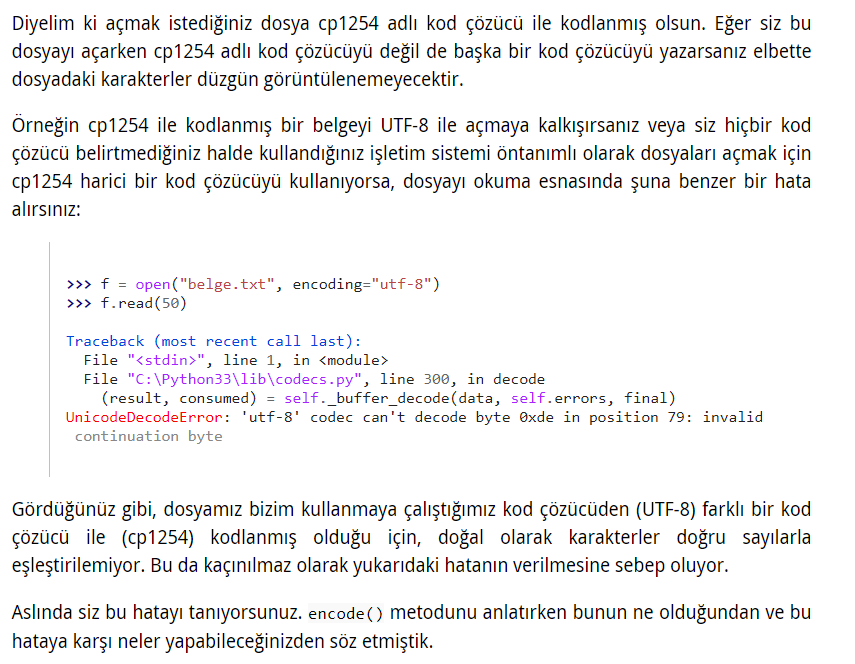 Diyelim ki açmak istediğiniz dosya cp1254 adlı kod çözücü ile kodlanmış olsun. Eğer siz bu
dosyayı açarken cp1254 adlı kod çözücüyü değil de başka bir kod çözücüyü yazarsanız elbette
dosyadaki karakterler düzgün görüntülenemeyecektir.
Örneğin cp1254 ile kodlanmış bir belgeyi UTF-8 ile açmaya kalkışırsanız veya siz hiçbir kod
çözücü belirtmediğiniz halde kullandığınız işletim sistemi öntanımlı olarak dosyaları açmak için
cp1254 harici bir kod çözücüyü kullanıyorsa, dosyayı okuma esnasında şuna benzer bir hata
alırsınız:
>>> f = open("belge.txt", encoding="utf-8")
>>> f.read(50)
Traceback (most recent call last):
  File "<stdin>", line 1, in <module>
  File "C:\Python33\lib\codecs.py", line 300, in decode
    (result, consumed) = self._buffer_decode(data, self.errors, final)
UnicodeDecodeError: 'utf-8' codec can't decode byte 0xde in position 79: invalid
 continuation byte
Gördüğünüz gibi, dosyamız bizim kullanmaya çalıştığımız kod çözücüden (UTF-8) farklı bir kod
çözücü ile (cp1254) kodlanmış olduğu için, doğal olarak karakterler doğru sayılarla
eşleştirilemiyor. Bu da kaçınılmaz olarak yukarıdaki hatanın verilmesine sebep oluyor.
Aslında siz bu hatayı tanıyorsunuz. encode() metodunu anlatırken bunun ne olduğundan ve bu
hataya karşı neler yapabileceğinizden söz etmiştik.